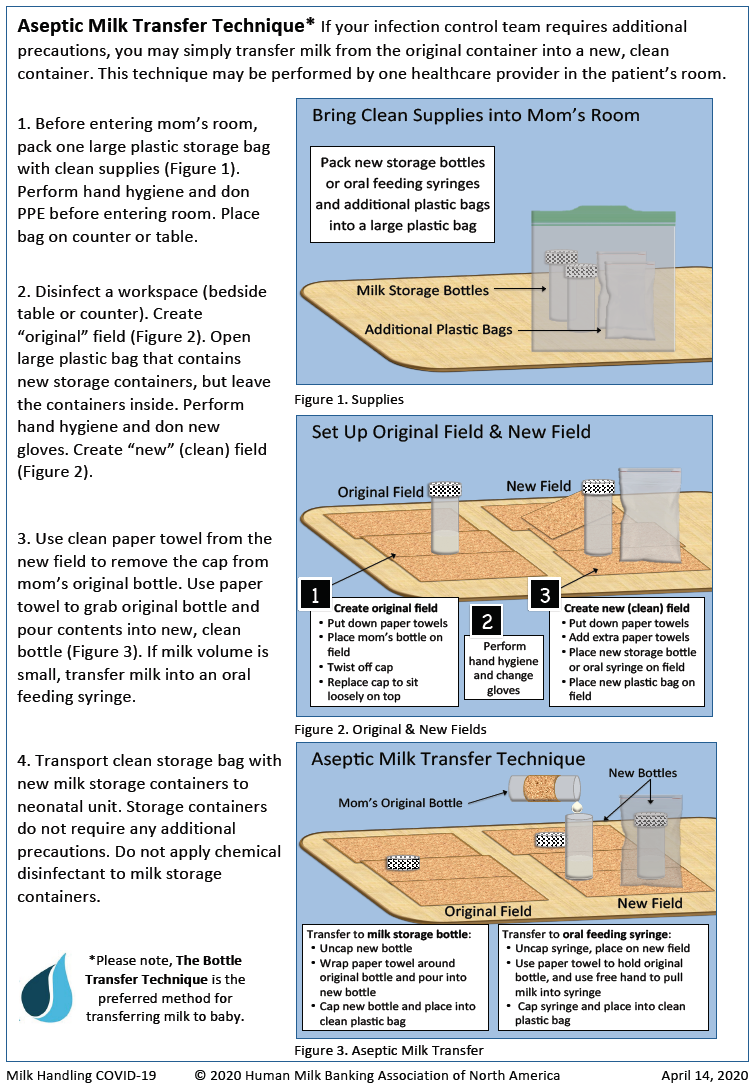 Aseptic Milk Transfer Technique* If your infection control team requires additional
precautions, you may simply transfer milk from the original container into a new, clean
container. This technique may be performed by one healthcare provider in the patient's room.
1. Before entering mom's room,
pack one large plastic storage bag
with clean supplies (Figure 1).
Perform hand hygiene and don
PPE before entering room. Place
bag on counter or table.
Bring Clean Supplies into Mom's Room
Pack new storage bottles
or oral feeding syringes
and additional plastic bags
into a large plastic bag
Milk Storage Bottles
Additional Plastic Bags
Figure 1. Supplies
2. Disinfect a workspace (bedside
table or counter). Create
"original" field (Figure 2). Open
large plastic bag that contains
new storage containers, but leave
the containers inside. Perform
hand hygiene and don new
gloves. Create "new" (clean) field
(Figure 2).
Set Up Original Field & New Field
Original Field
New Field
1
Create original field
• Put down paper towels
• Place mom's bottle on
field
• Twist off cap
• Replace cap to sit
loosely on top
2
Perform
hand hygiene
and change
gloves
3
Create new (clean) field
• Put down paper towels
• Add extra paper towels
• Place new storage bottle
or oral syringe on field
• Place new plastic bag on
field
Figure 2. Original & New Fields
3. Use clean paper towel from the
new field to remove the cap from
mom's original bottle. Use paper
towel to grab original bottle and
pour contents into new, clean
bottle (Figure 3). If milk volume is
small, transfer milk into an oral
feeding syringe.
4. Transport clean storage bag with
new milk storage containers to
neonatal unit. Storage containers
do not require any additional
precautions. Do not apply chemical
disinfectant to milk storage
containers.
Aseptic Milk Transfer Technique
New Bottles
Mom's Original Bottle
Original Field
New Field
Transfer to milk storage bottle:
• Uncap new bottle
• Wrap paper towel around
original bottle and pour into
new bottle
• Cap new bottle and place into
clean plastic bag
Transfer to oral feeding syringe:
• Uncap syringe, place on new field
• Use paper towel to hold original
bottle, and use free hand to pull
milk into syringe
• Cap syringe and place into clean
plastic bag
Figure 3. Aseptic Milk Transfer
*Please note, The Bottle
Transfer Technique is the
preferred method for
transferring milk to baby.
Milk Handling COVID-19 © 2020 Human Milk Banking Association of North America April 14, 2020